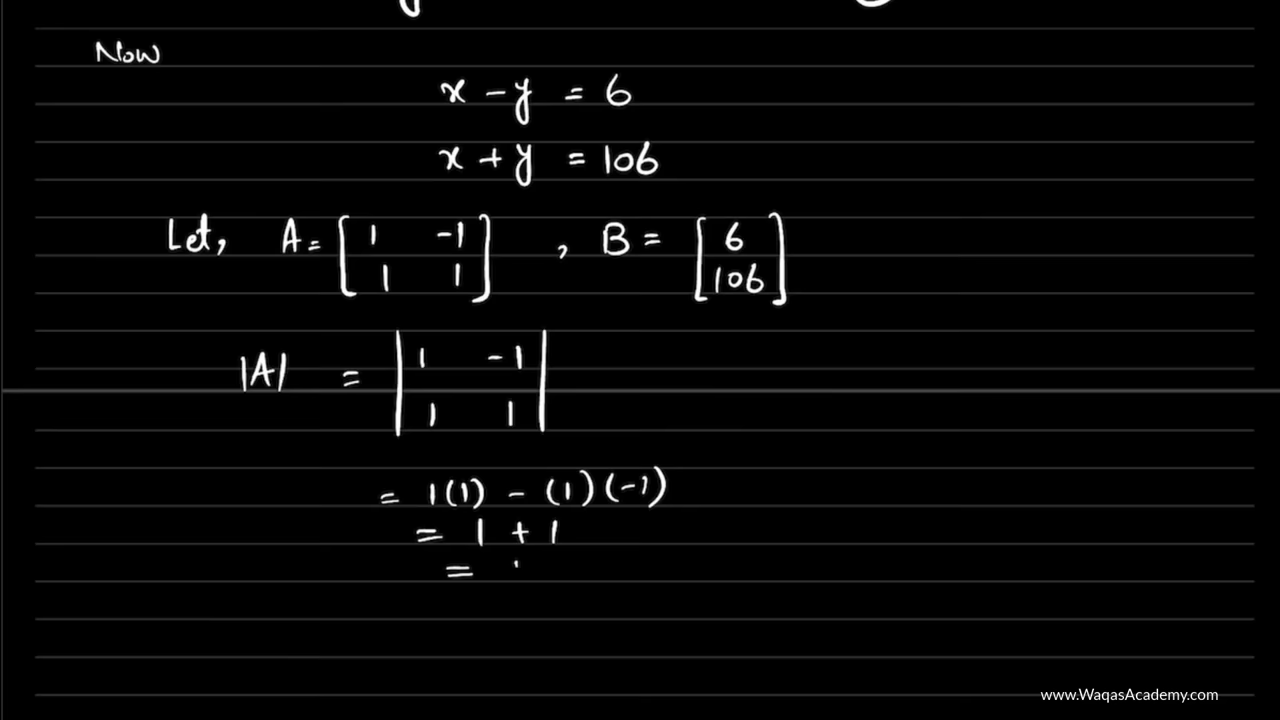 Now
x - y = 6
x + y = 106
Let, A = [ 1 -1 ] , B = [ 6 ]
[ 1 1 ] [ 106 ]
|A| = | 1 -1 |
| 1 1 |
= 1(1) - (1)(-1)
= 1 + 1
=
www.WaqasAcademy.com